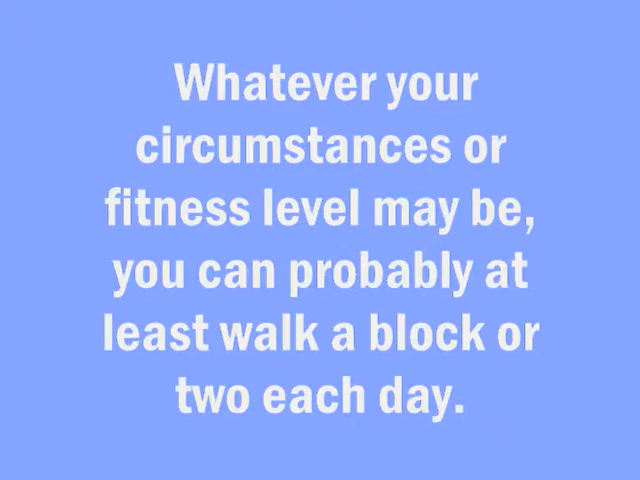 Whatever your
circumstances or
fitness level may be,
you can probably at
least walk a block or
two each day.